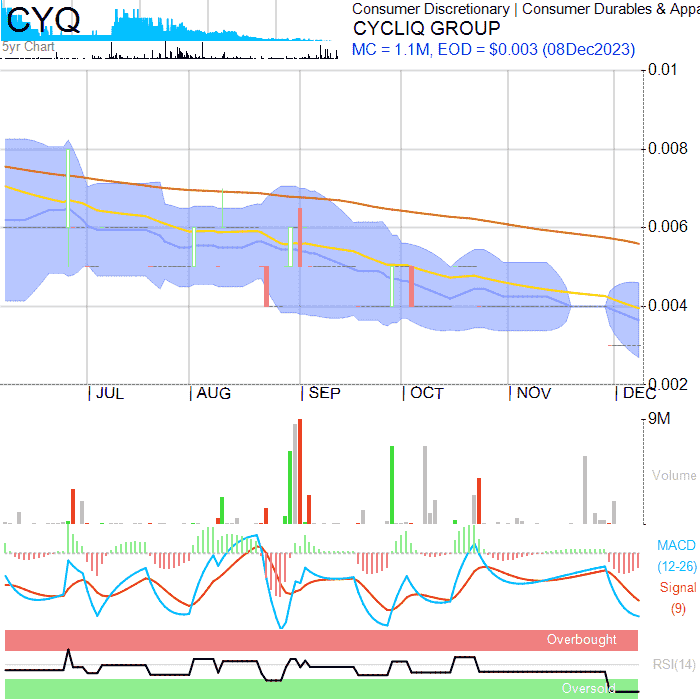 CYQ
5yr Chart
Consumer Discretionary | Consumer Durables & Appa
CYCLIQ GROUP
MC = 1.1M, EOD = $0.003 (08Dec2023)
0.01
0.008
0.006
0.004
0.002
JUL AUG SEP OCT NOV DEC
9M
Volume
MACD
(12-26)
Signal
(9)
Overbought
RSI(14)
Oversold